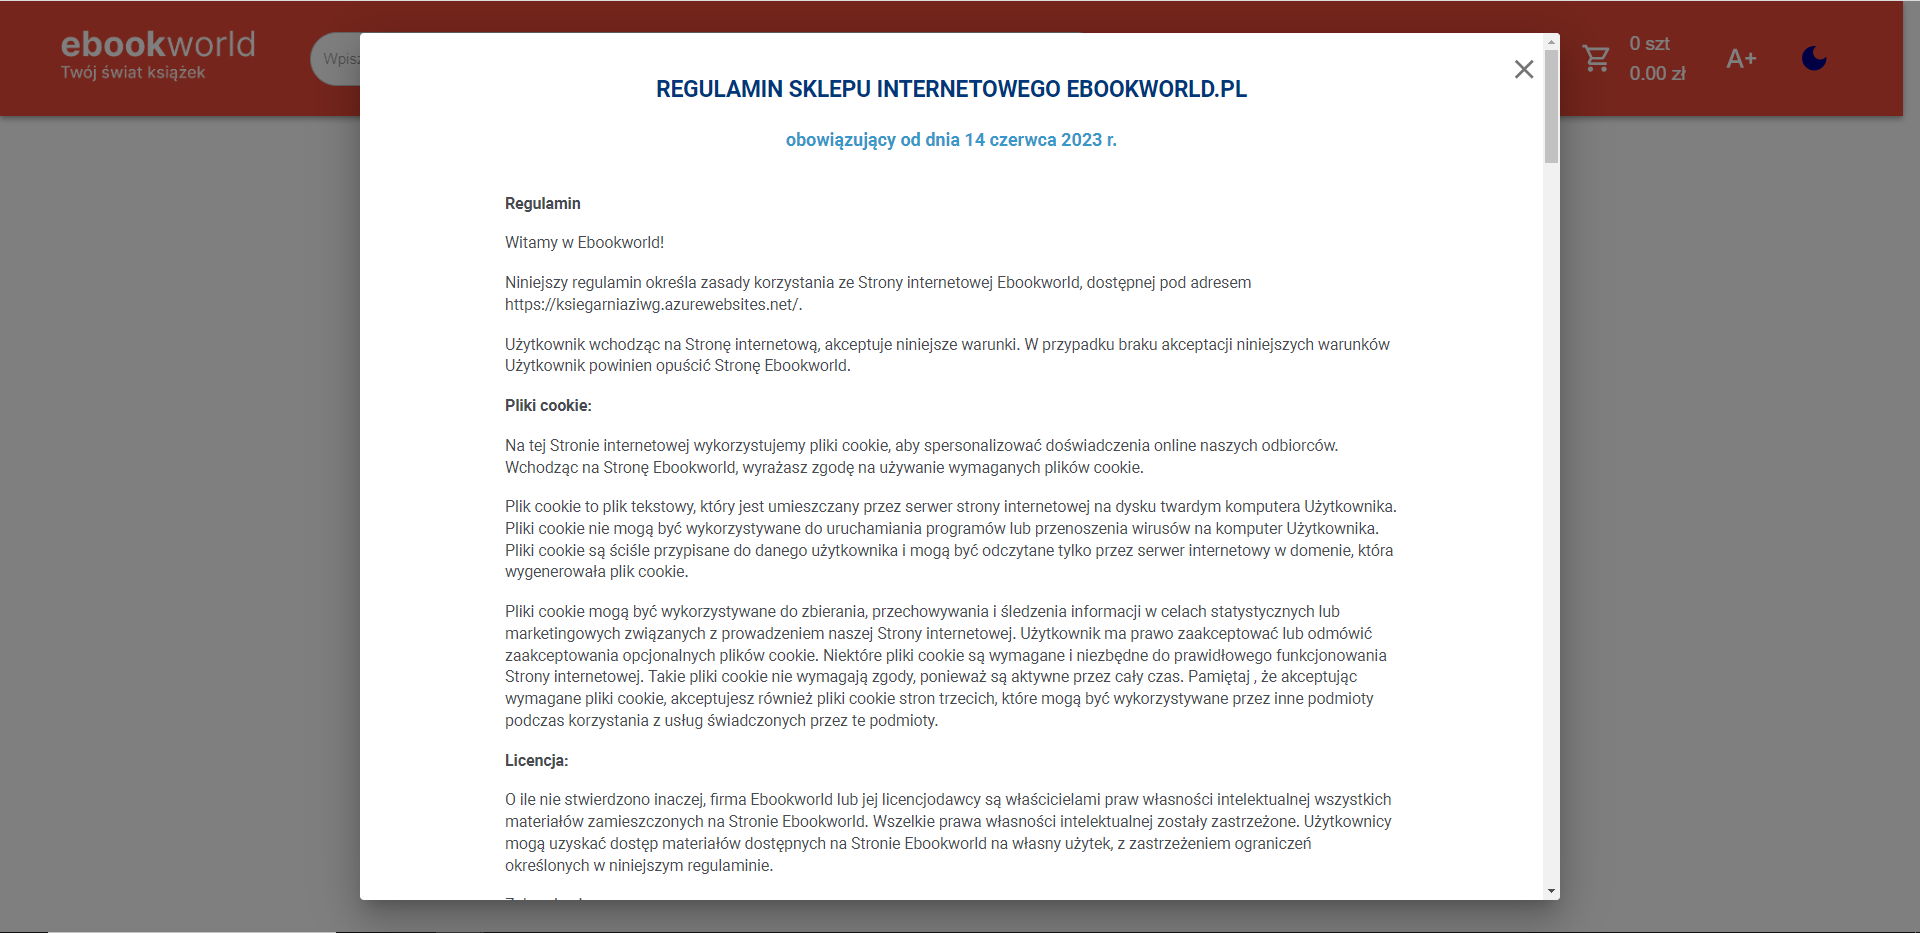 ebookworld
Twój świat książek
Wpisz
0 szt
0.00 zł
A+
REGULAMIN SKLEPU INTERNETOWEGO EBOOKWORLD.PL
obowiązujący od dnia 14 czerwca 2023 r.
Regulamin
Witamy w Ebookworld!
Niniejszy regulamin określa zasady korzystania ze Strony internetowej Ebookworld, dostępnej pod adresem
https://ksiegarniaziwg.azurewebsites.net/.
Użytkownik wchodząc na Stronę internetową, akceptuje niniejsze warunki. W przypadku braku akceptacji niniejszych warunków
Użytkownik powinien opuścić Stronę Ebookworld.
Pliki cookie:
Na tej Stronie internetowej wykorzystujemy pliki cookie, aby spersonalizować doświadczenia online naszych odbiorców.
Wchodząc na Stronę Ebookworld, wyrażasz zgodę na używanie wymaganych plików cookie.
Plik cookie to plik tekstowy, który jest umieszczany przez serwer strony internetowej na dysku twardym komputera Użytkownika.
Pliki cookie nie mogą być wykorzystywane do uruchamiania programów lub przenoszenia wirusów na komputer Użytkownika.
Pliki cookie są ściśle przypisane do danego użytkownika i mogą być odczytane tylko przez serwer internetowy w domenie, która
wygenerowała plik cookie.
Pliki cookie mogą być wykorzystywane do zbierania, przechowywania i śledzenia informacji w celach statystycznych lub
marketingowych związanych z prowadzeniem naszej Strony internetowej. Użytkownik ma prawo zaakceptować lub odmówić
zaakceptowania opcjonalnych plików cookie. Niektóre pliki cookie są wymagane i niezbędne do prawidłowego funkcjonowania
Strony internetowej. Takie pliki cookie nie wymagają zgody, ponieważ są aktywne przez cały czas. Pamiętaj , że akceptując
wymagane pliki cookie, akceptujesz również pliki cookie stron trzecich, które mogą być wykorzystywane przez inne podmioty
podczas korzystania z usług świadczonych przez te podmioty.
Licencja:
O ile nie stwierdzono inaczej, firma Ebookworld lub jej licencjodawcy są właścicielami praw własności intelektualnej wszystkich
materiałów zamieszczonych na Stronie Ebookworld. Wszelkie prawa własności intelektualnej zostały zastrzeżone. Użytkownicy
mogą uzyskać dostęp materiałów dostępnych na Stronie Ebookworld na własny użytek, z zastrzeżeniem ograniczeń
określonych w niniejszym regulaminie.